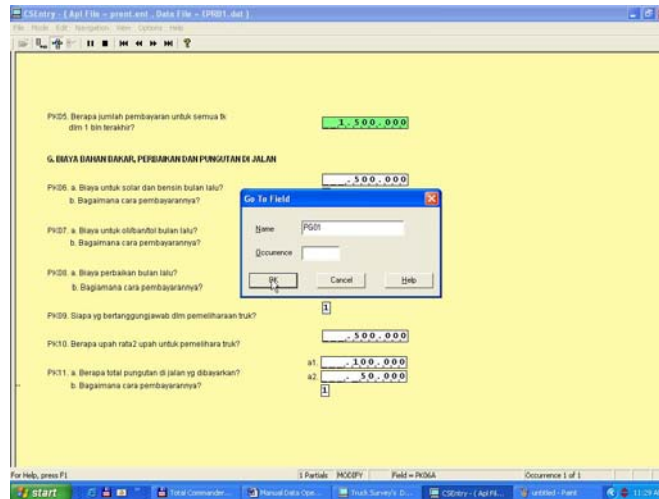 CSEntry - ( Apl File - prent.ent , Data File - (PRB1.dat )
File Mode Edit Navigation View Options Help
PK05. Berapa jumlah pembayaran untuk semua tk
dlm 1 bln terakhir?
1.500.000
G. BIAYA BAHAN BAKAR, PERBAIKAN DAN PUNGUTAN DI JALAN
PK06. a. Biaya untuk solar dan bensin bulan lalu?
.500.000
b. Bagaimana cara pembayarannya?
Go To Field
Name PG01
Occurrence
OK Cancel Help
PK07. a. Biaya untuk oli/ban/tol bulan lalu?
b. Bagaimana cara pembayarannya?
PK08. a. Biaya perbaikan bulan lalu?
b. Bagiamana cara pembayarannya?
1
PK09. Siapa yg bertanggungjawab dlm pemeliharaan truk?
PK10. Berapa upah rata2 upah untuk pemelihara truk?
.500.000
PK11. a. Berapa total pungutan di jalan yg dibayarkan?
a1. .100.000
a2. . 50.000
b. Bagaimana cara pembayarannya?
1
For Help, press F1
1 Partials MODIFY Field = PK06A Occurrence 1 of 1
start
Total Commander...
Manual Data Ope...
Truck Survey's D...
CSEntry - ( Apl Fil...
untitled - Paint
11:29 A